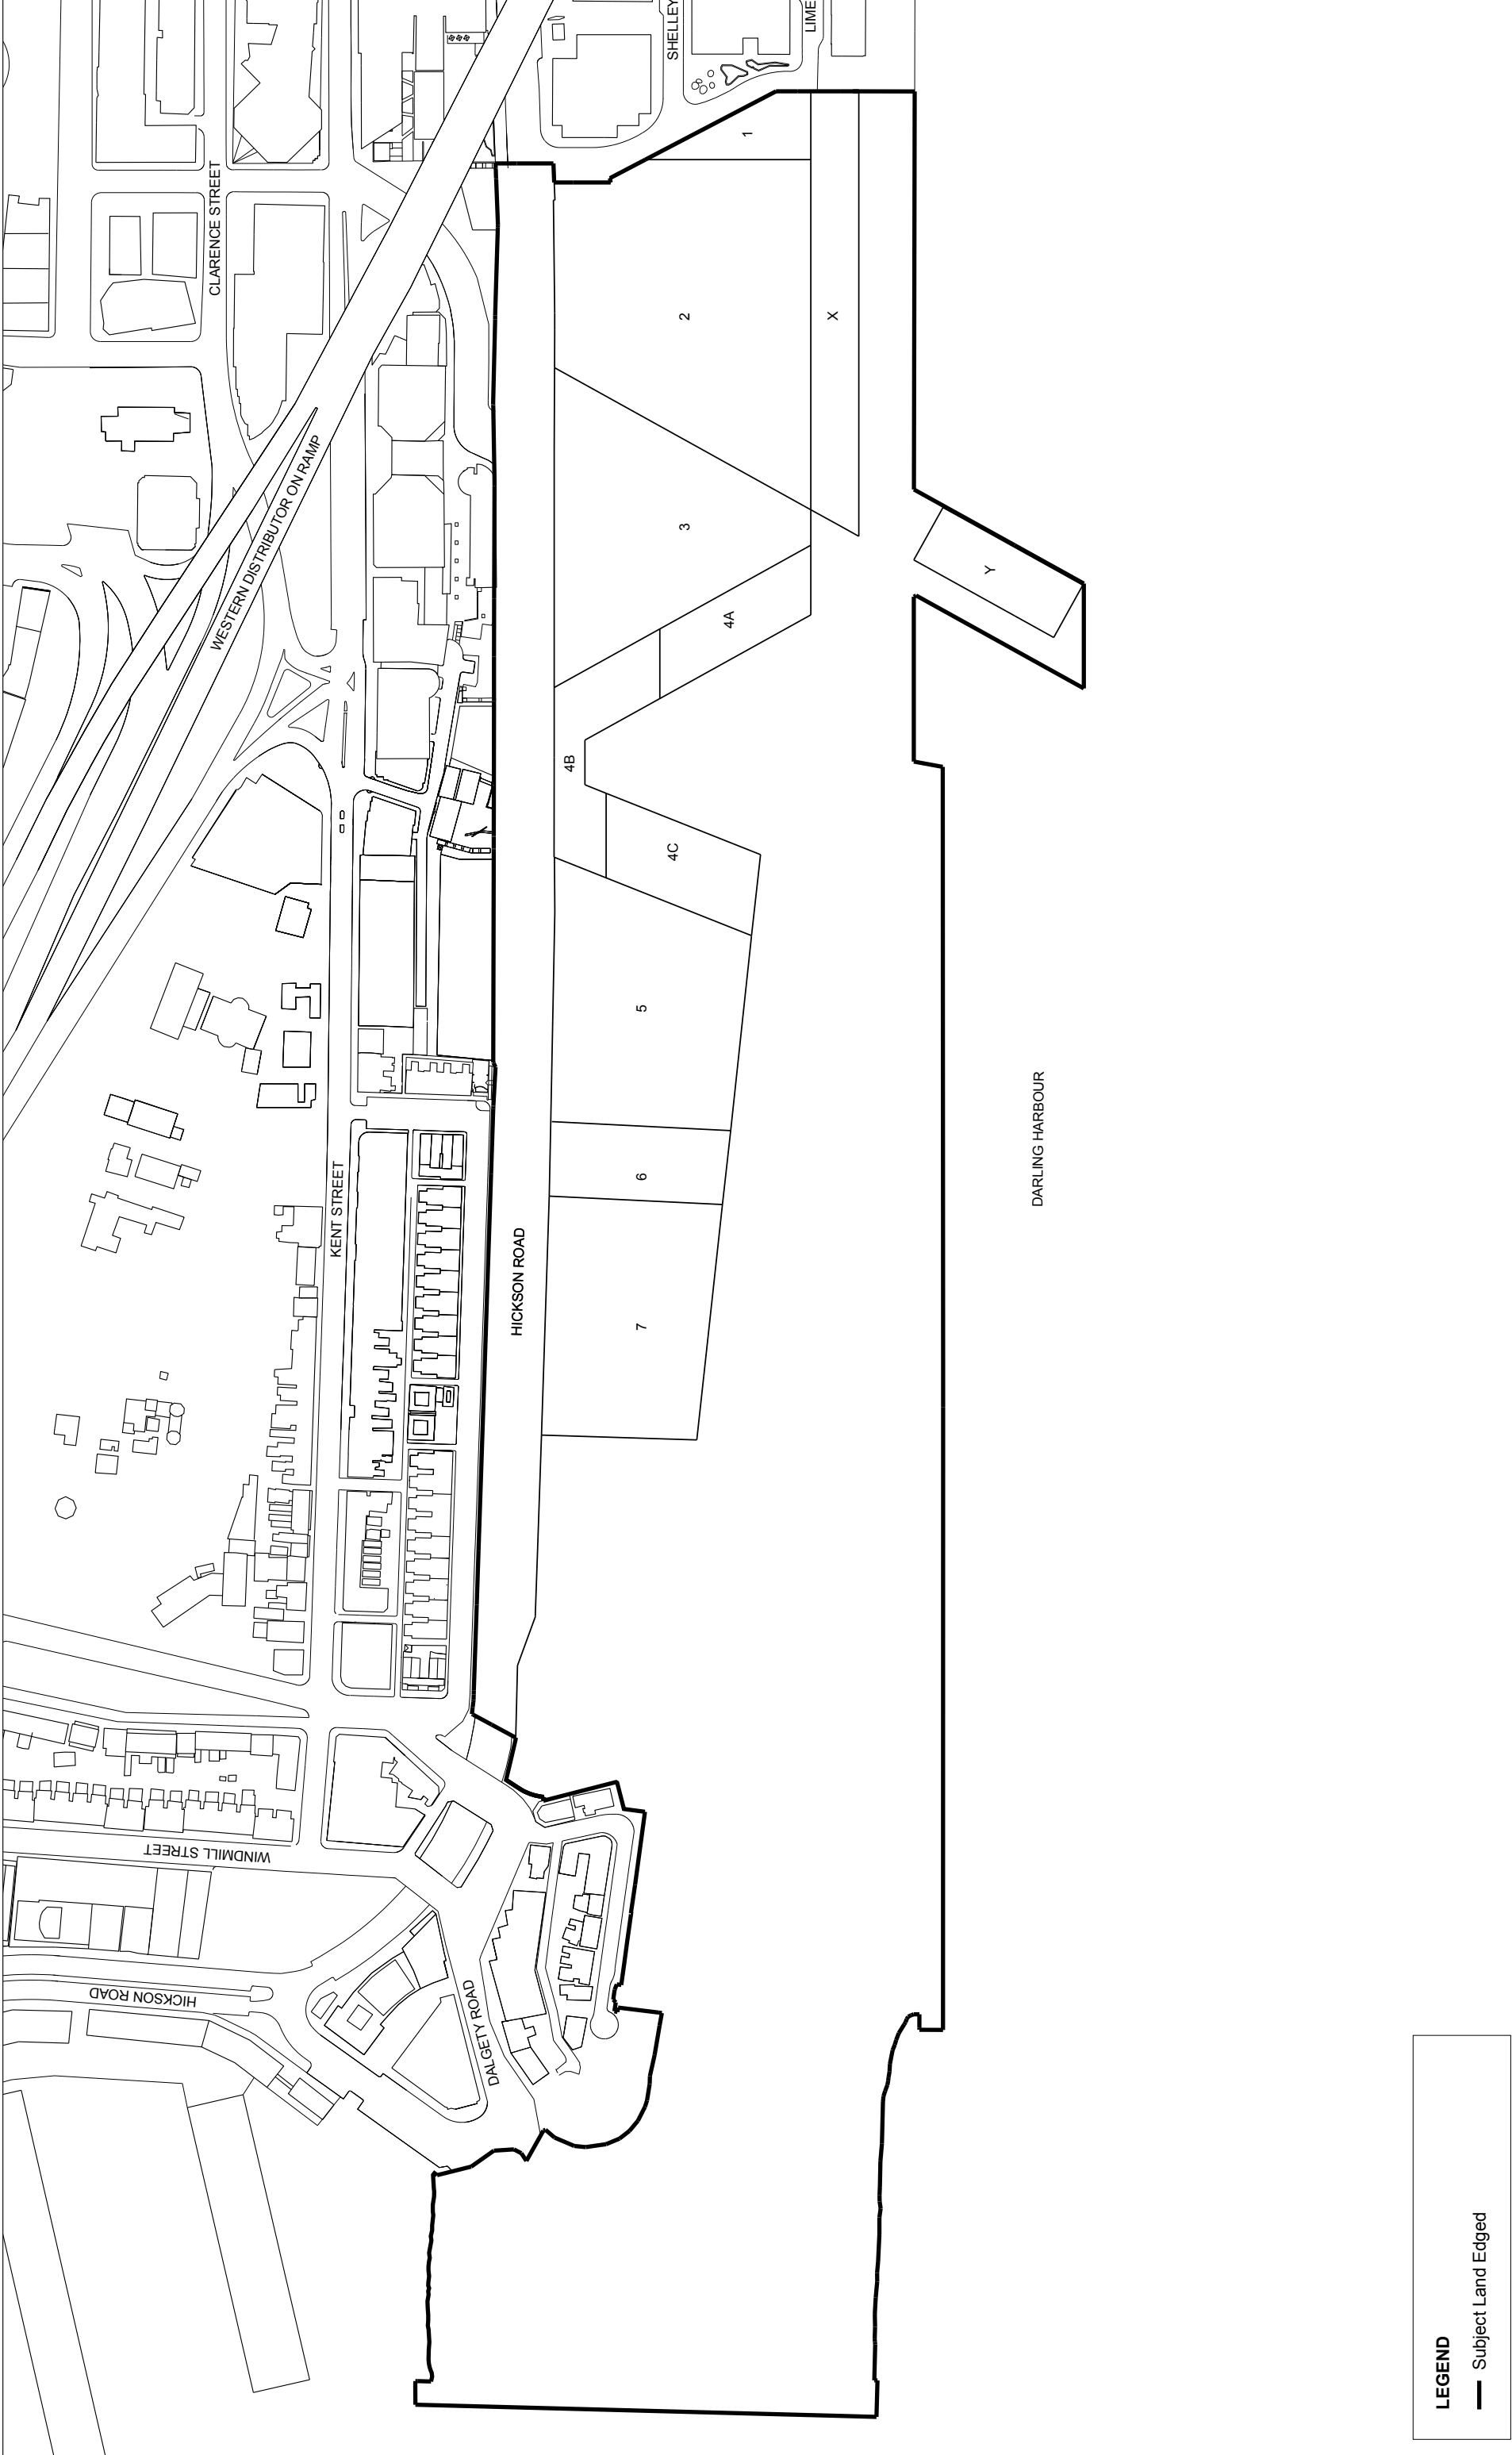 SHELLEY
LIME
CLARENCE STREET
1
2
X
WESTERN DISTRIBUTOR ON RAMP
3
Y
4A
4B
4C
5
DARLING HARBOUR
KENT STREET
6
HICKSON ROAD
7
WINDMILL STREET
HICKSON ROAD
DALGETY ROAD
LEGEND
Subject Land Edged